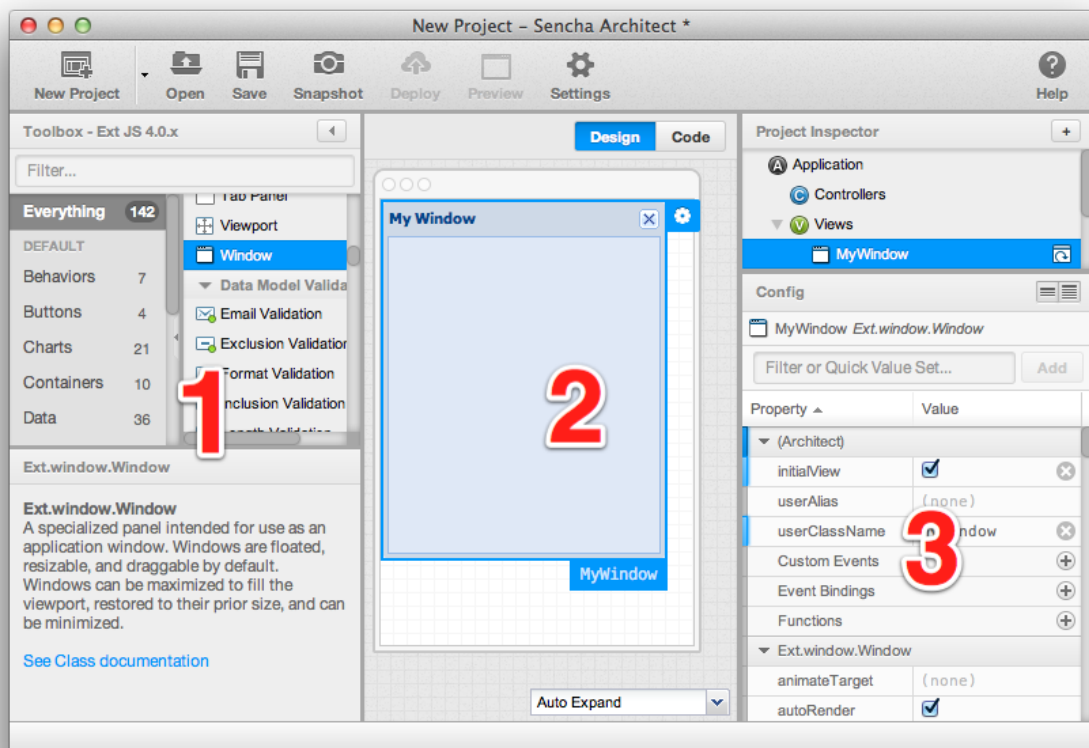 New Project – Sencha Architect *
New Project
Open
Save
Snapshot
Deploy
Preview
Settings
Help
Toolbox - Ext JS 4.0.x
Filter...
Everything 142
DEFAULT
Behaviors 7
Buttons 4
Charts 21
Containers 10
Data 36
Tab Panel
Viewport
Window
Data Model Valida
Email Validation
Exclusion Validation
Format Validation
Inclusion Validation
Length Validation
1
Ext.window.Window
Ext.window.Window
A specialized panel intended for use as an
application window. Windows are floated,
resizable, and draggable by default.
Windows can be maximized to fill the
viewport, restored to their prior size, and can
be minimized.
See Class documentation
Design Code
My Window
2
MyWindow
Auto Expand
Project Inspector
Application
Controllers
Views
MyWindow
Config
MyWindow Ext.window.Window
Filter or Quick Value Set... Add
Property Value
(Architect)
initialView
userAlias (none)
userClassName
3
Custom Events
Event Bindings
Functions
Ext.window.Window
animateTarget (none)
autoRender